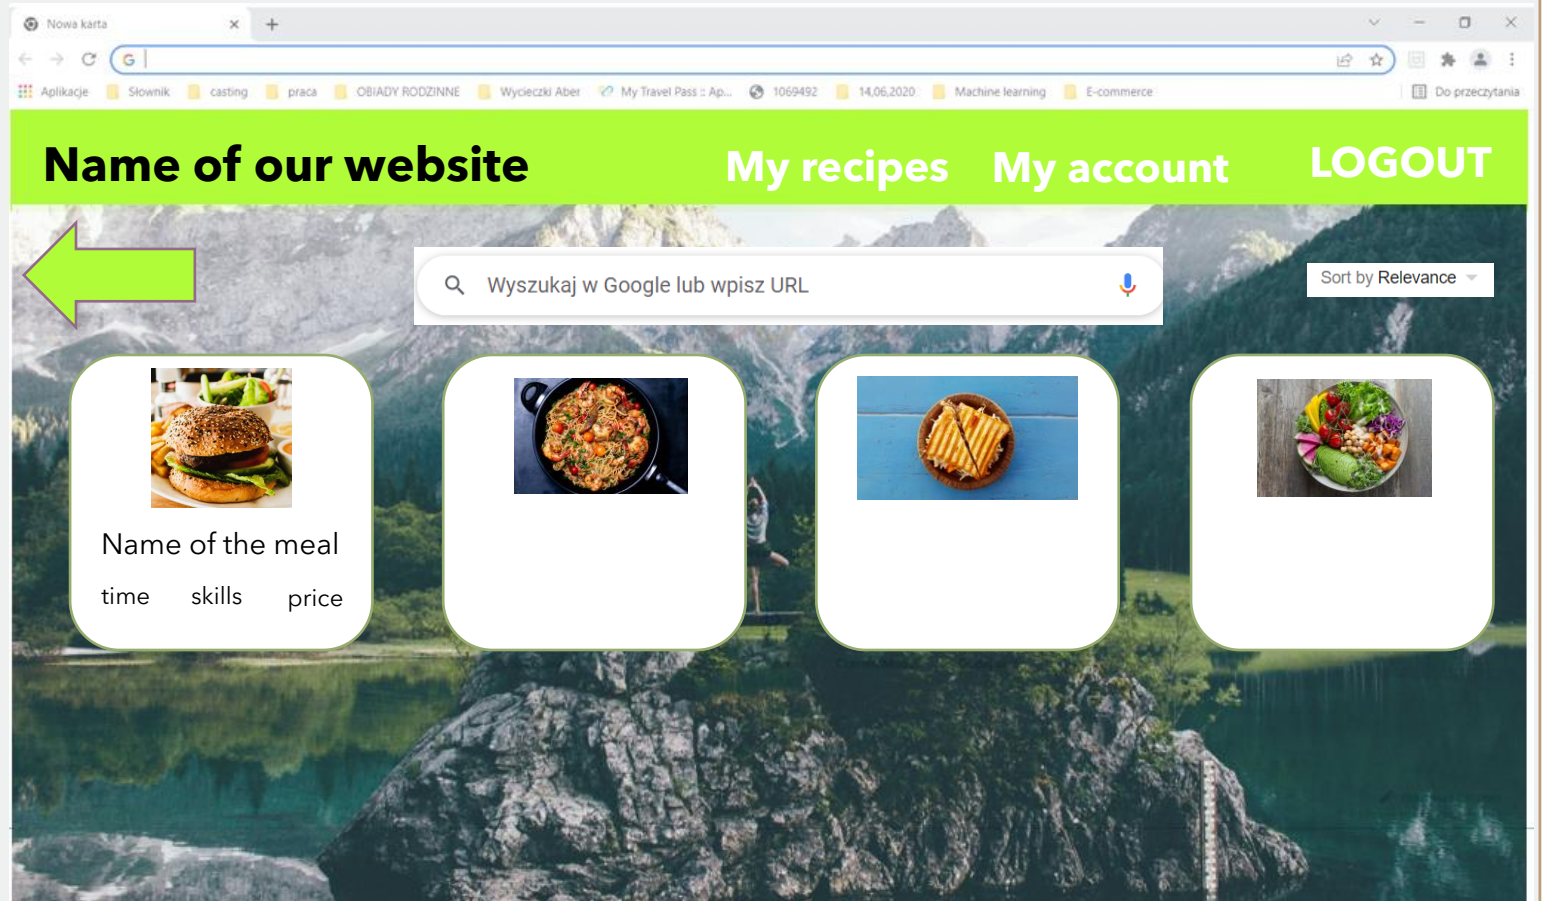 Nowa karta
Aplikacje Słownik casting praca OBIADY RODZINNE Wycieczki Aber My Travel Pass :: Ap... 1069492 14,06,2020 Machine learning E-commerce Do przeczytania
Name of our website My recipes My account LOGOUT
Wyszukaj w Google lub wpisz URL
Sort by Relevance
Name of the meal
time skills price